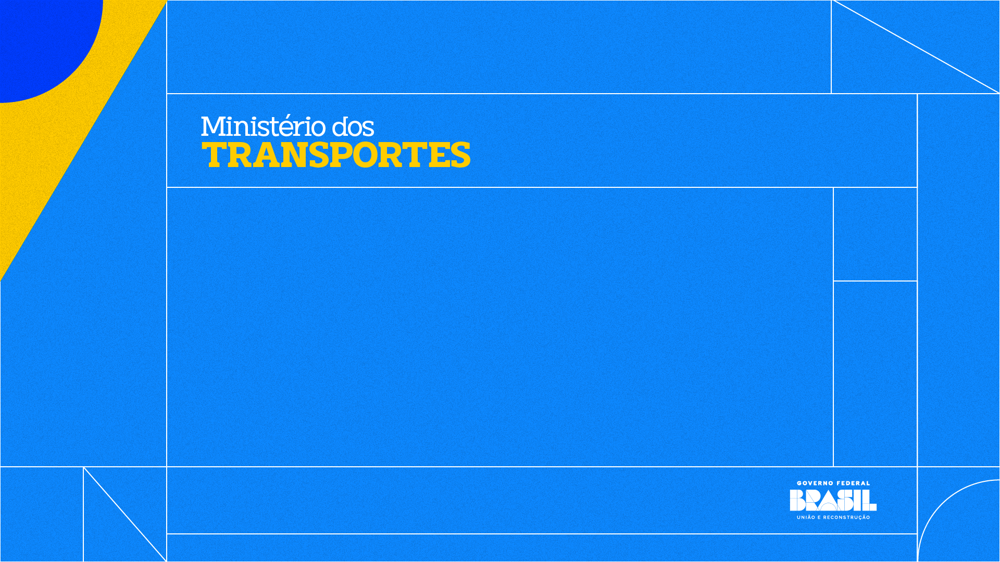 Ministério dos
TRANSPORTES
GOVERNO FEDERAL
BRASIL
UNIÃO E RECONSTRUÇÃO